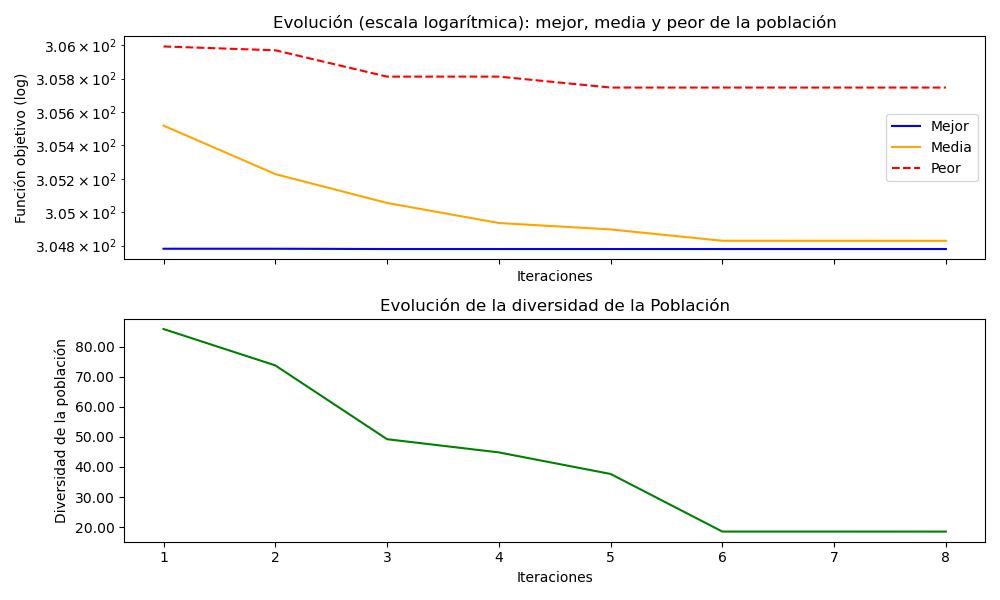 Evolución (escala logarítmica): mejor, media y peor de la población
3.06 × 10²
3.058 × 10²
3.056 × 10²
3.054 × 10²
3.052 × 10²
3.05 × 10²
3.048 × 10²
Función objetivo (log)
Mejor
Media
Peor
Iteraciones
Evolución de la diversidad de la Población
80.00
70.00
60.00
50.00
40.00
30.00
20.00
Diversidad de la población
1 2 3 4 5 6 7 8
Iteraciones